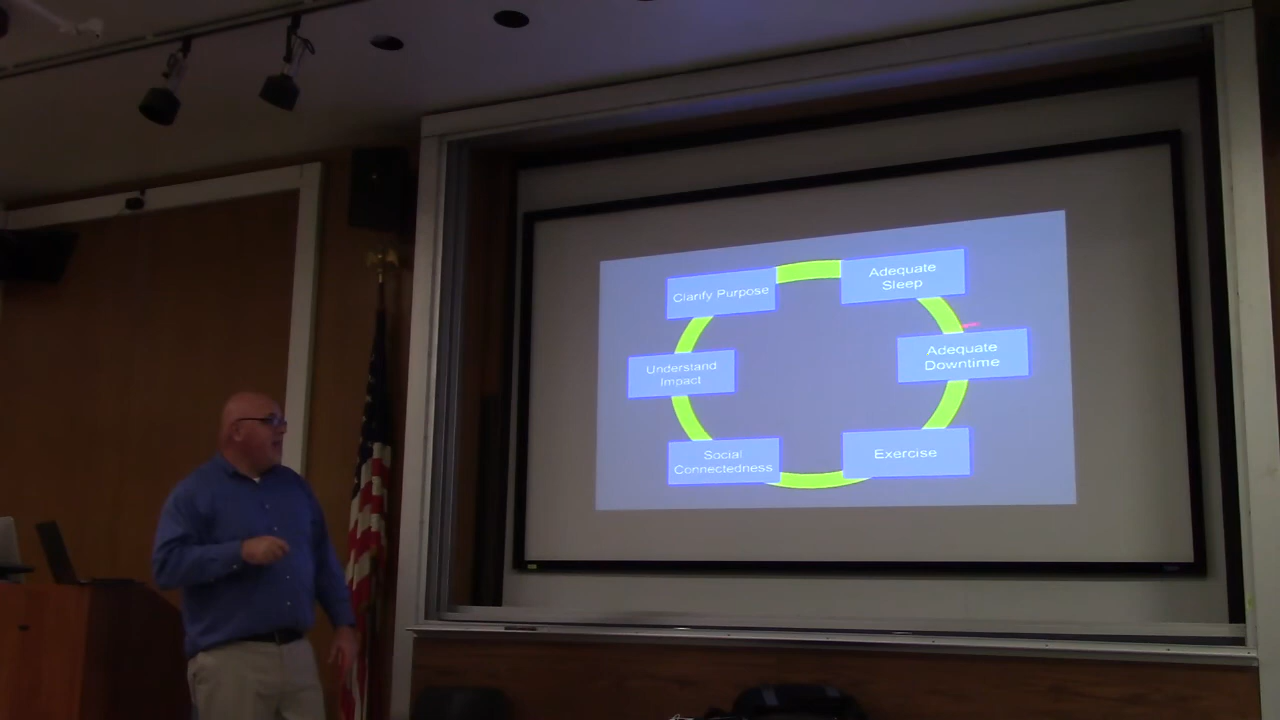 Clarify Purpose
Adequate
Sleep
Adequate
Downtime
Understand
Impact
Social
Connectedness
Exercise